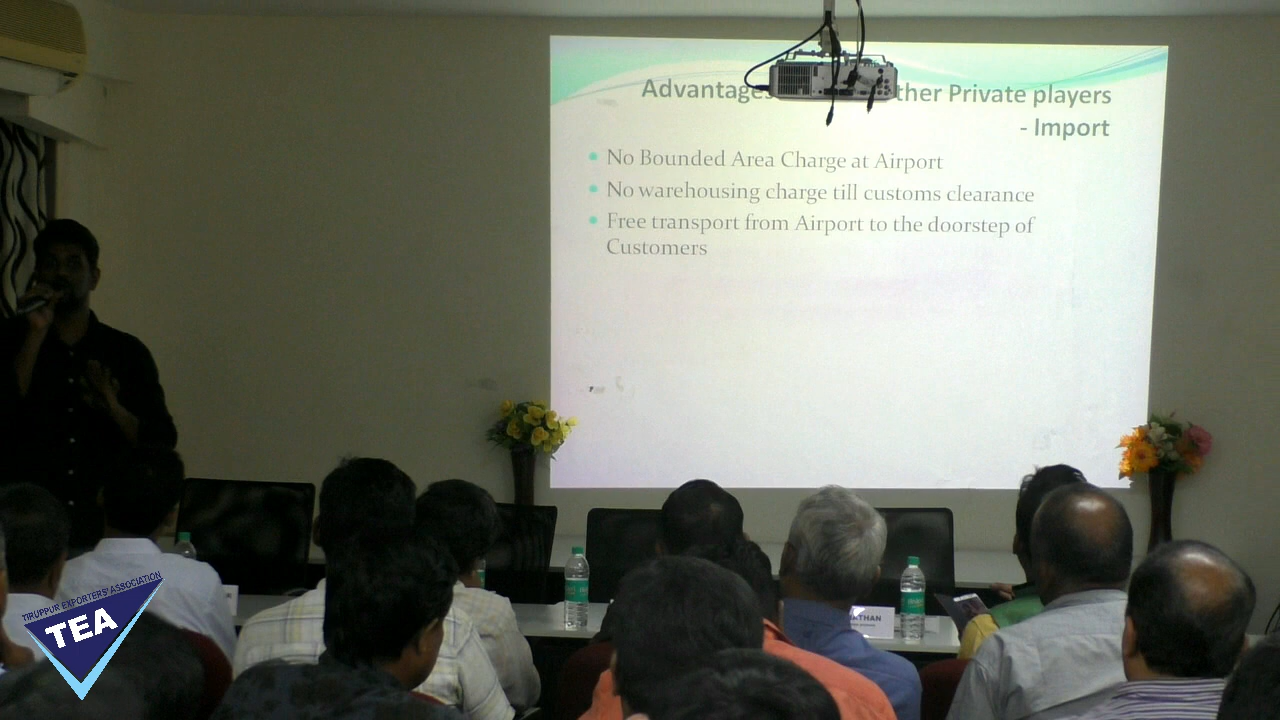 Advantages ther Private players
- Import
No Bounded Area Charge at Airport
No warehousing charge till customs clearance
Free transport from Airport to the doorstep of
Customers
TIRUPPUR EXPORTERS' ASSOCIATION
TEA